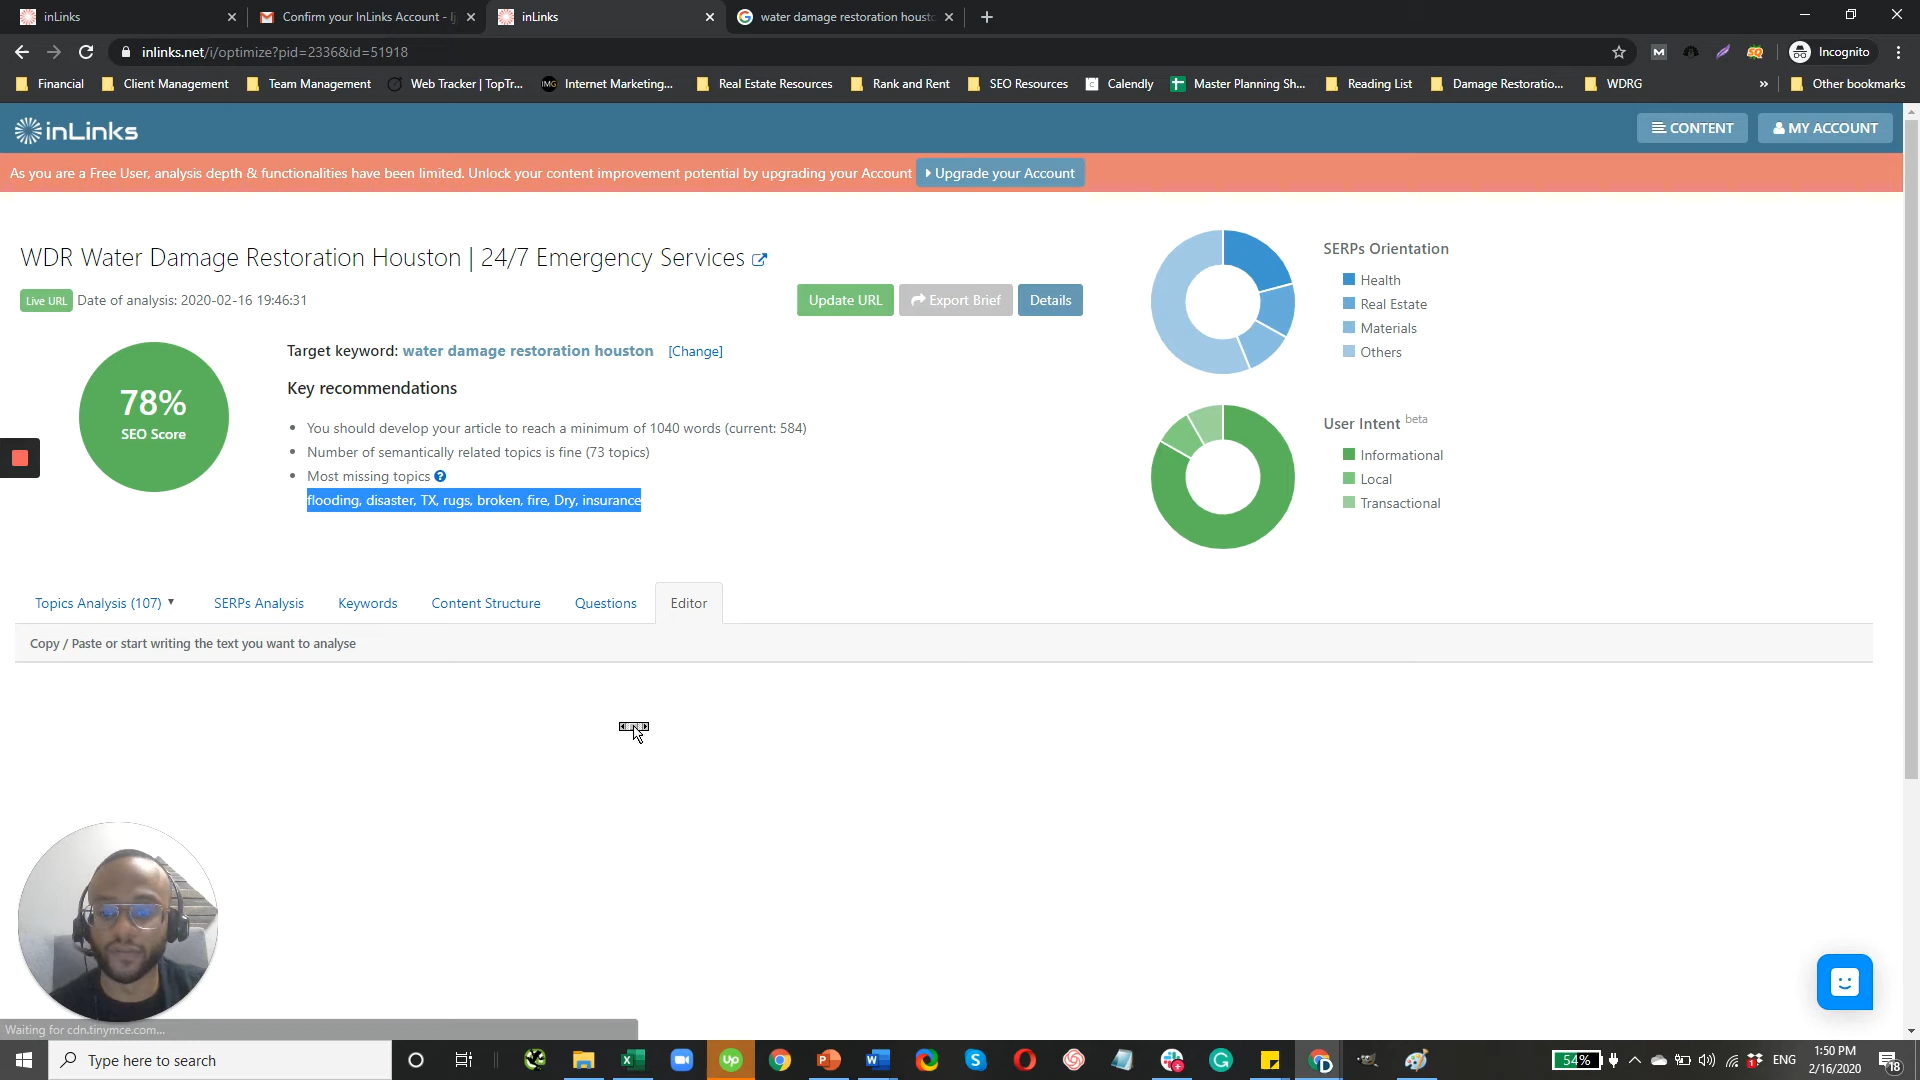 inLinks
Confirm your InLinks Account - lj
inLinks
water damage restoration housto
inlinks.net/i/optimize?pid=2336&id=51918
Incognito
Financial
Client Management
Team Management
Web Tracker | TopTr...
IMG
Internet Marketing...
Real Estate Resources
Rank and Rent
SEO Resources
Calendly
Master Planning Sh...
Reading List
Damage Restoratio...
WDRG
»
Other bookmarks
inLinks
CONTENT
MY ACCOUNT
As you are a Free User, analysis depth & functionalities have been limited. Unlock your content improvement potential by upgrading your Account
Upgrade your Account
WDR Water Damage Restoration Houston | 24/7 Emergency Services
Live URL
Date of analysis: 2020-02-16 19:46:31
Update URL
Export Brief
Details
78%
SEO Score
Target keyword: water damage restoration houston [Change]
Key recommendations
You should develop your article to reach a minimum of 1040 words (current: 584)
Number of semantically related topics is fine (73 topics)
Most missing topics ?
flooding, disaster, TX, rugs, broken, fire, Dry, insurance
SERPs Orientation
Health
Real Estate
Materials
Others
User Intent beta
Informational
Local
Transactional
Topics Analysis (107)
SERPs Analysis
Keywords
Content Structure
Questions
Editor
Copy / Paste or start writing the text you want to analyse
Waiting for cdn.tinymce.com...
Type here to search
Up
54%
ENG
1:50 PM
2/16/2020
18